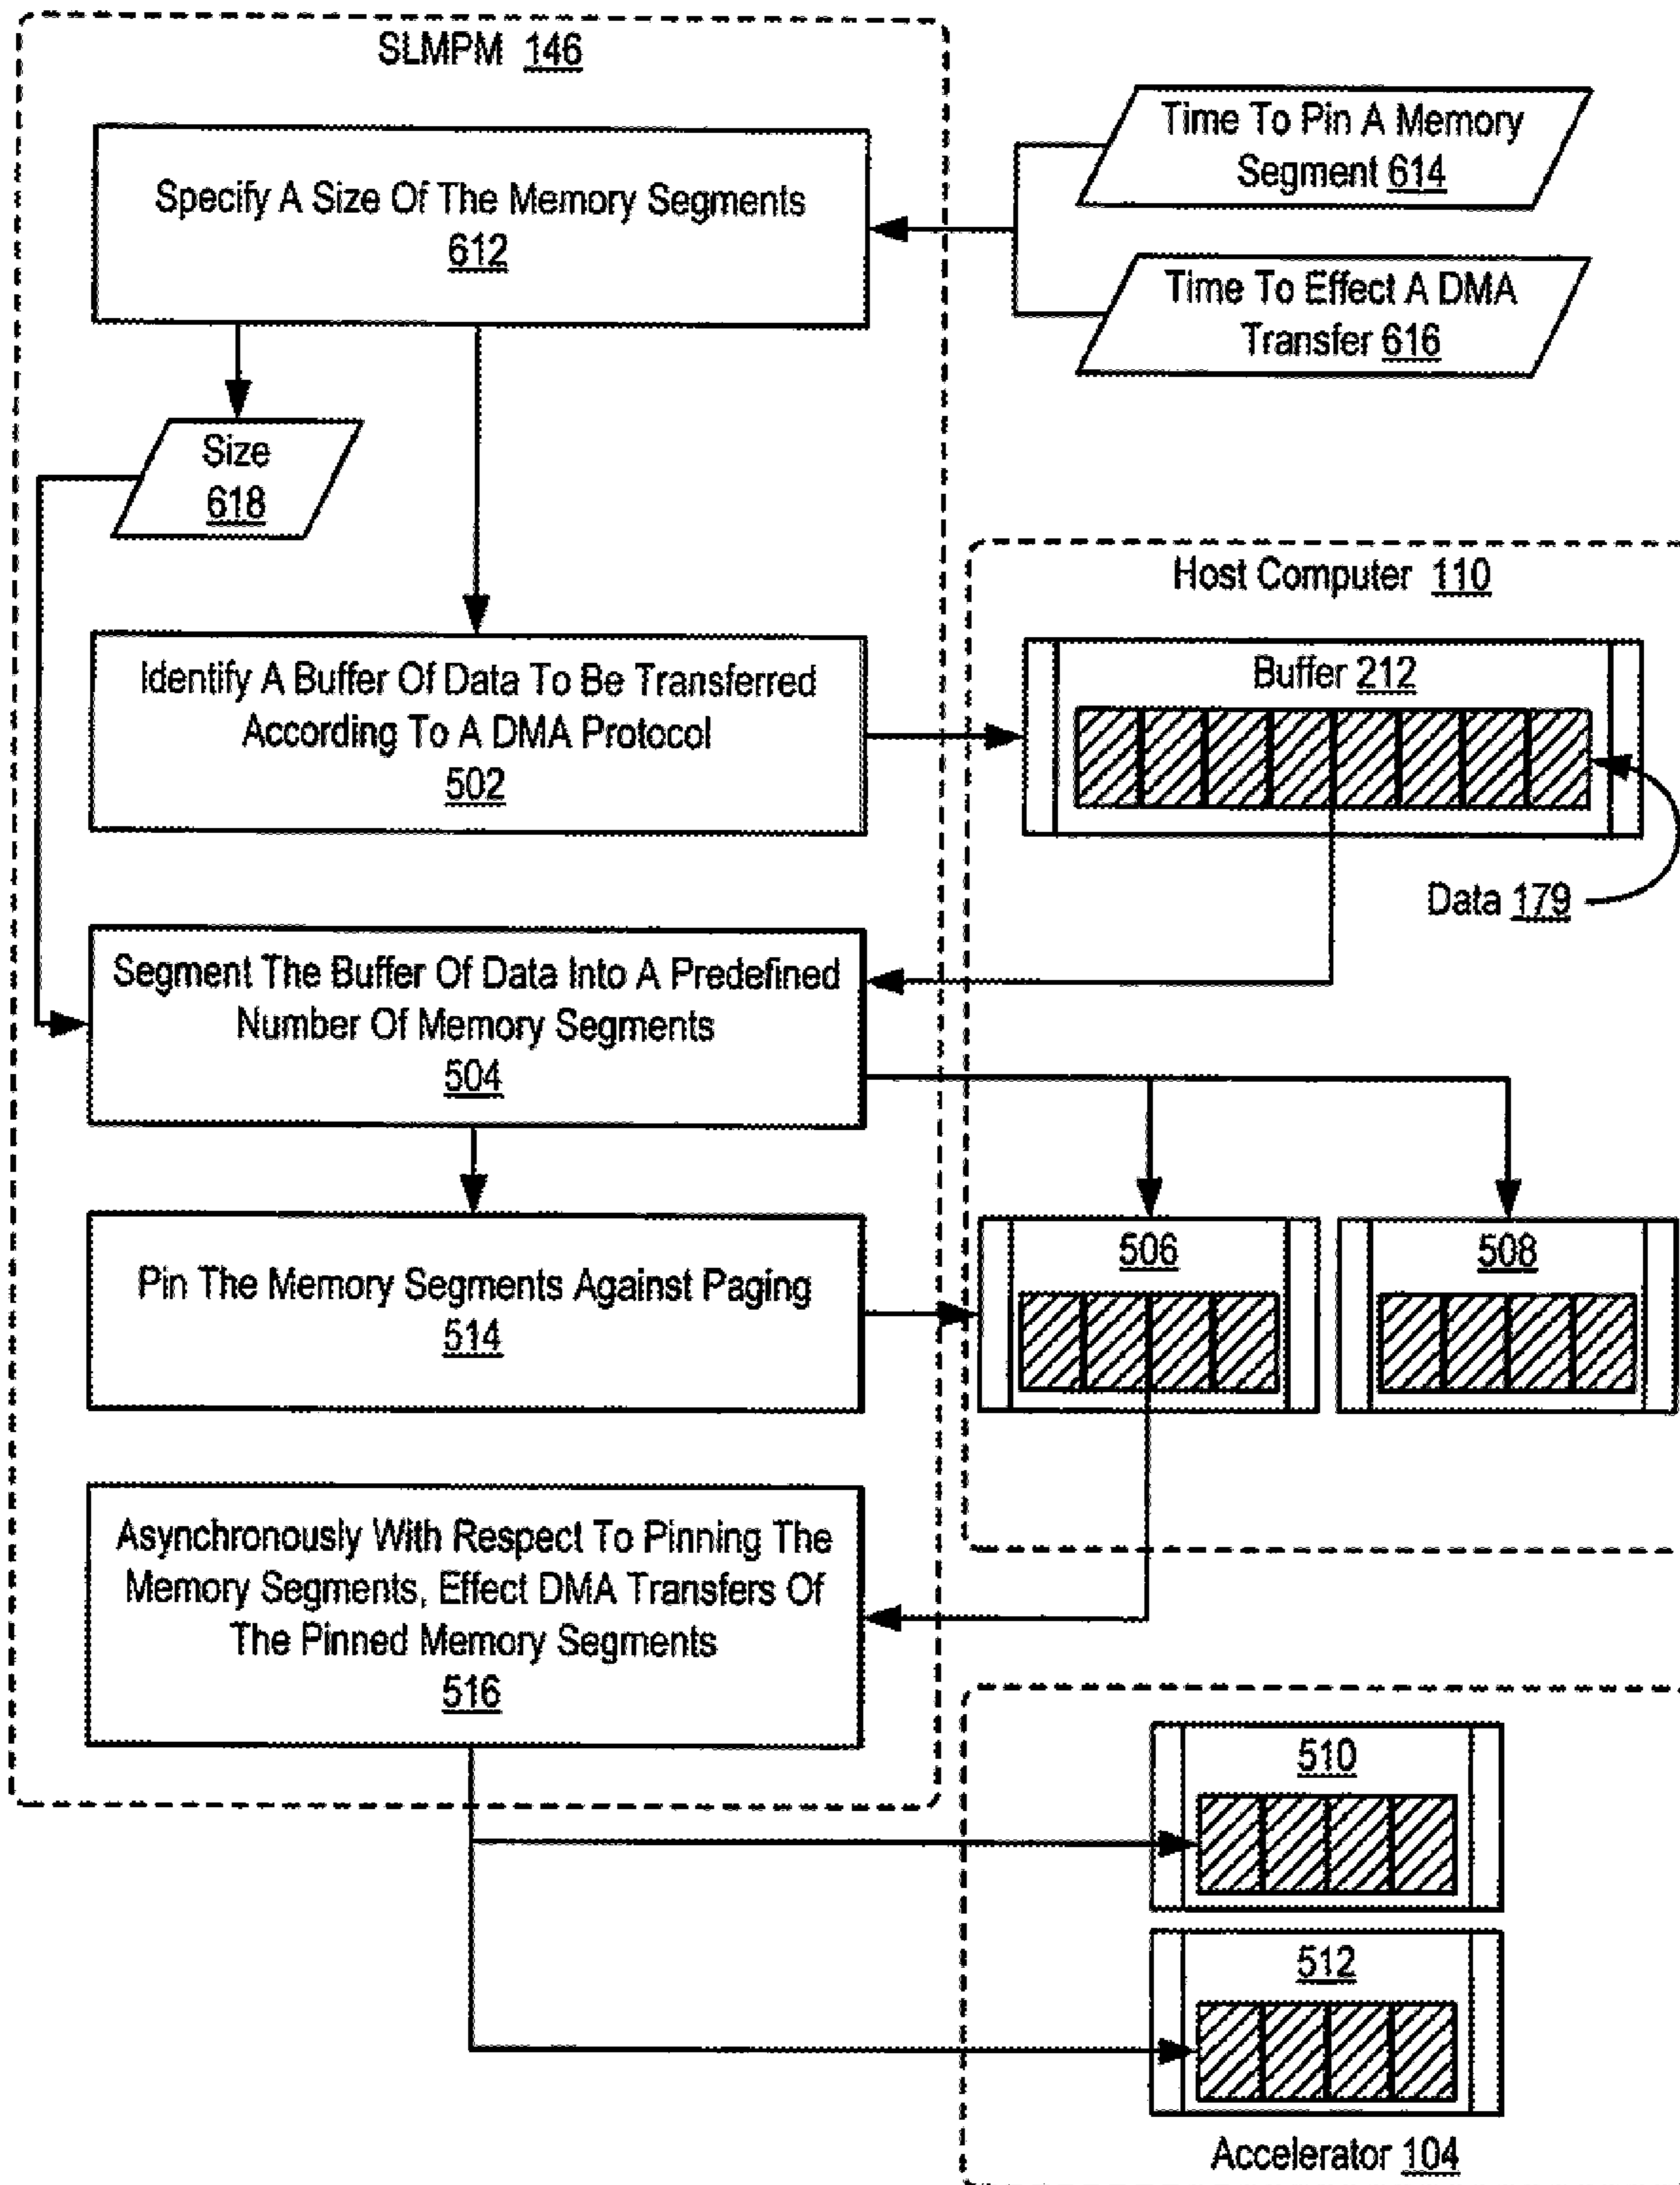 SLMPM 146
Time To Pin A Memory
Segment 614
Specify A Size Of The Memory Segments
612
Time To Effect A DMA
Transfer 616
Size
618
Host Computer 110
Buffer 212
Identify A Buffer Of Data To Be Transferred
According To A DMA Protocol
502
Data 179
Segment The Buffer Of Data Into A Predefined
Number Of Memory Segments
504
506
508
Pin The Memory Segments Against Paging
514
Asynchronously With Respect To Pinning The
Memory Segments, Effect DMA Transfers Of
The Pinned Memory Segments
516
510
512
Accelerator 104